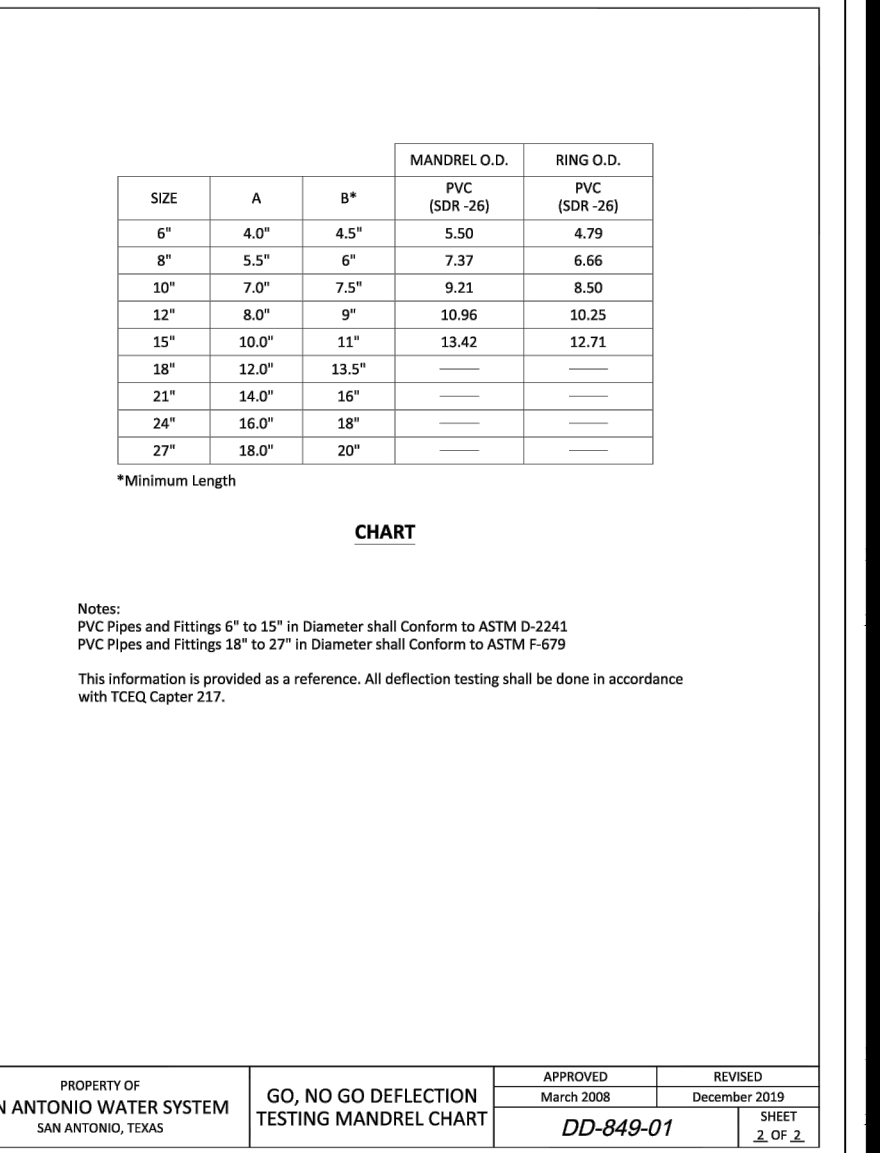 MANDREL O.D. RING O.D.
SIZE A B* PVC (SDR -26) PVC (SDR -26)
6" 4.0" 4.5" 5.50 4.79
8" 5.5" 6" 7.37 6.66
10" 7.0" 7.5" 9.21 8.50
12" 8.0" 9" 10.96 10.25
15" 10.0" 11" 13.42 12.71
18" 12.0" 13.5" ——— ———
21" 14.0" 16" ——— ———
24" 16.0" 18" ——— ———
27" 18.0" 20" ——— ———
*Minimum Length
CHART
Notes:
PVC Pipes and Fittings 6" to 15" in Diameter shall Conform to ASTM D-2241
PVC Pipes and Fittings 18" to 27" in Diameter shall Conform to ASTM F-679
This information is provided as a reference. All deflection testing shall be done in accordance
with TCEQ Capter 217.
PROPERTY OF
N ANTONIO WATER SYSTEM
SAN ANTONIO, TEXAS
GO, NO GO DEFLECTION
TESTING MANDREL CHART
APPROVED REVISED
March 2008 December 2019
DD-849-01
SHEET
2 OF 2